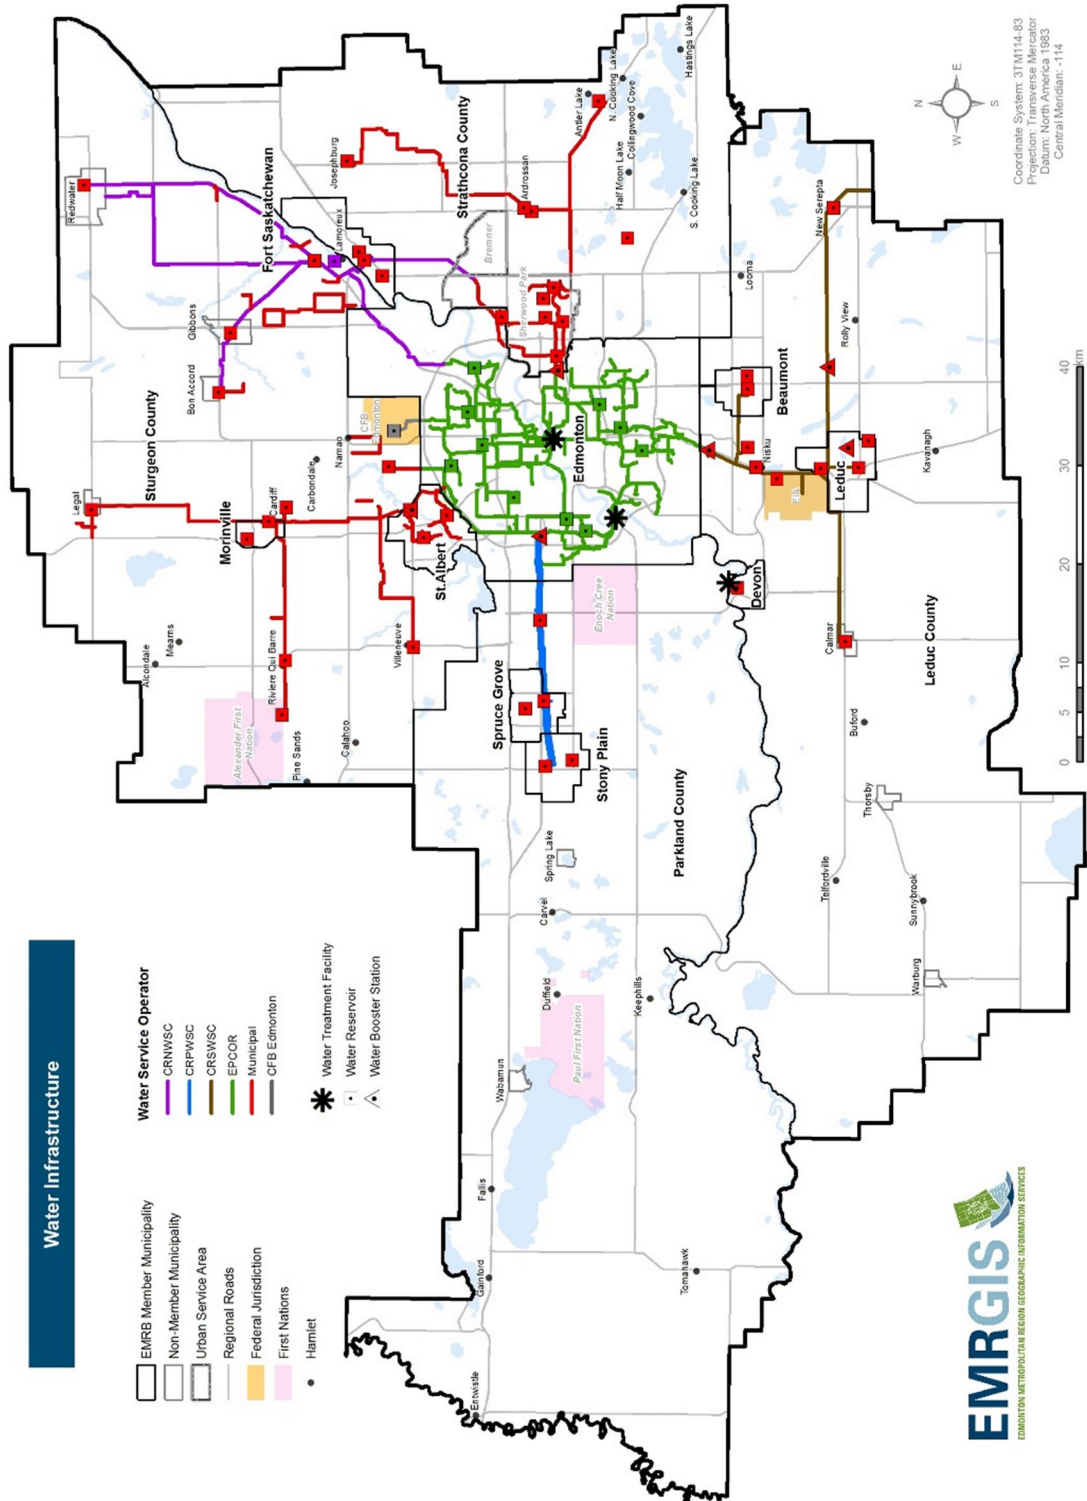 Water Infrastructure
EMRB Member Municipality
Non-Member Municipality
Urban Service Area
Regional Roads
Federal Jurisdiction
First Nations
Hamlet
Water Service Operator
CRNWSC
CRPWSC
CRSWSC
EPCOR
Municipal
CFB Edmonton
Water Treatment Facility
Water Reservoir
Water Booster Station
Redwater
Legal
Sturgeon County
Gibbons
Bon Accord
Fort Saskatchewan
Lamoreux
Josephburg
Strathcona County
Morinville
Cardiff
Carbondale
Namao
CFB
Edmonton
Alcondale
Mearns
Riviere Qui Barre
Alexander First
Nation
Pine Sands
Calahoo
Villeneuve
St.Albert
Bremner
Ardrossan
Sherwood Park
Antler Lake
N. Cooking Lake
Hastings Lake
Collingwood Cove
Half Moon Lake
S. Cooking Lake
Edmonton
Enoch Cree
Nation
Spruce Grove
Stony Plain
Parkland County
Spring Lake
Carvel
Duffield
Paul First Nation
Keephills
Wabamun
Fallis
Gainford
Entwistle
Tomahawk
Devon
Looma
Beaumont
Nisku
EIA
Leduc
New Serepta
Rolly View
Kavanagh
Calmar
Leduc County
Buford
Thorsby
Telfordville
Sunnybrook
Warburg
N
W
E
S
Coordinate System: 3TM114-83
Projection: Transverse Mercator
Datum: North America 1983
Central Meridian: -114
0 5 10 20 30 40
km
EMRGIS
EDMONTON METROPOLITAN REGION GEOGRAPHIC INFORMATION SERVICES